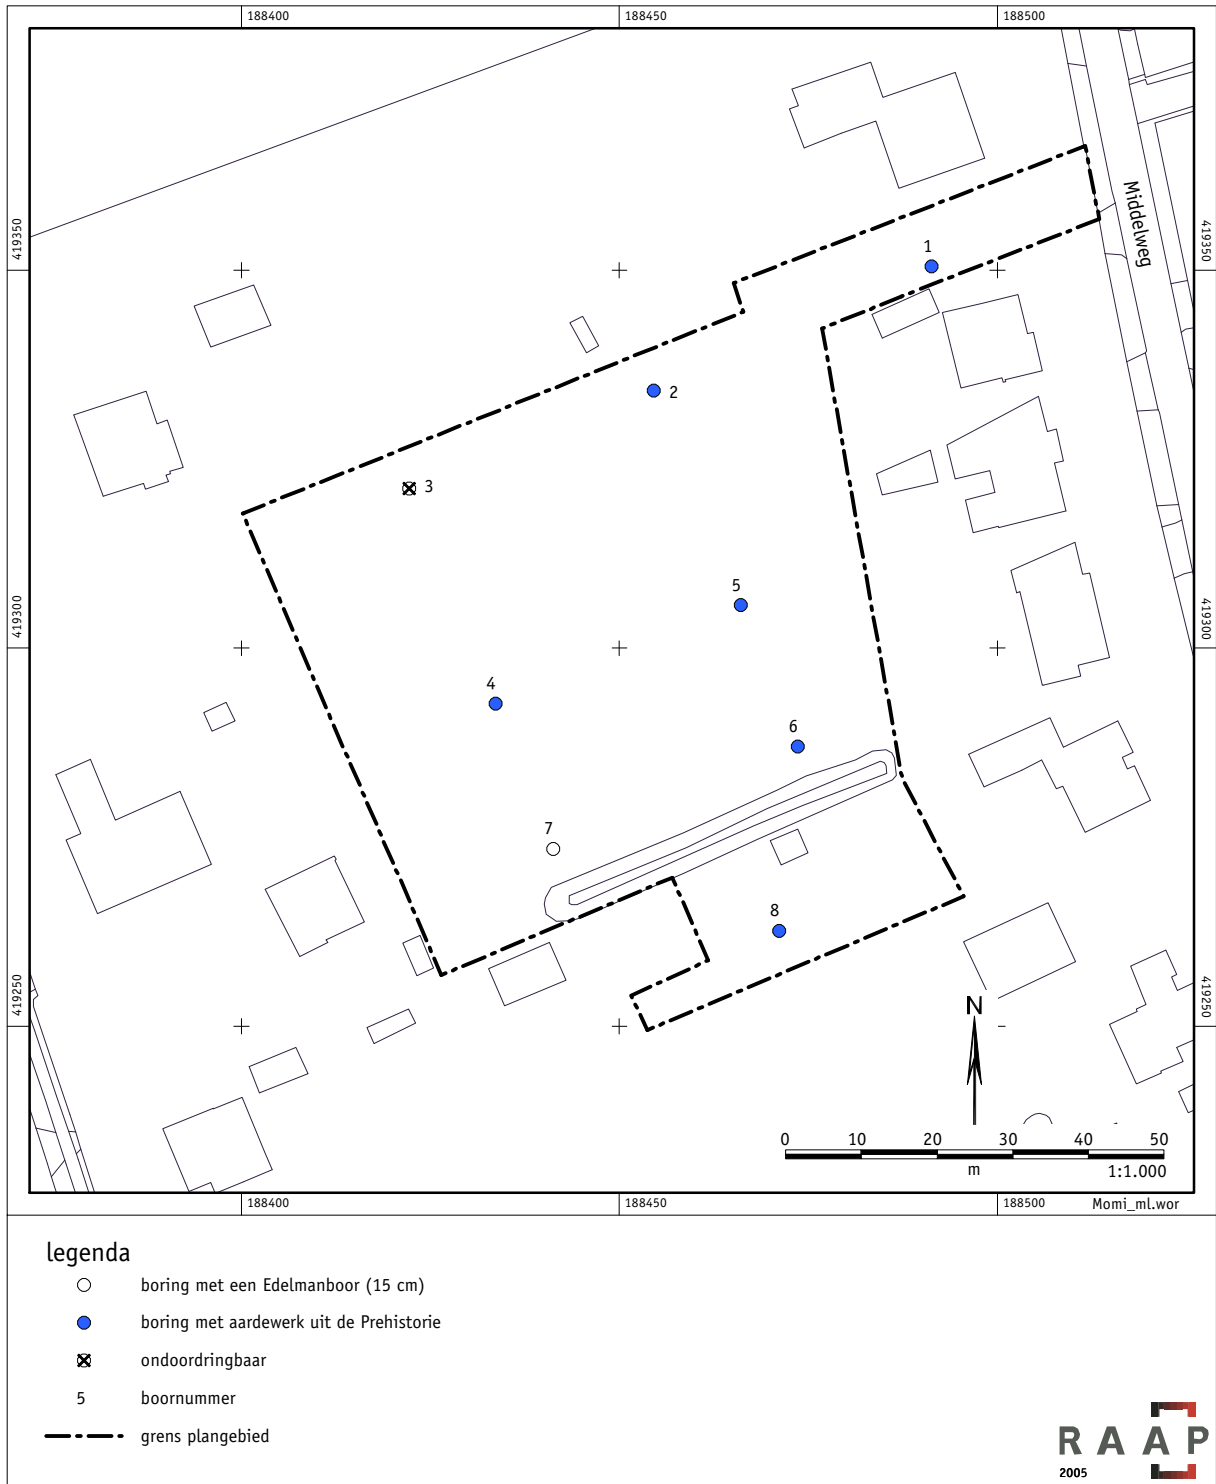 188400 188450 188500
419350 419350
Middelweg
1
2
3
5
419300 419300
4
6
7
8
419250 419250
N
0 10 20 30 40 50
m 1:1.000
188400 188450 188500 Momi_ml.wor
legenda
boring met een Edelmanboor (15 cm)
boring met aardewerk uit de Prehistorie
ondoordringbaar
5 boornummer
grens plangebied
RAAP
2005